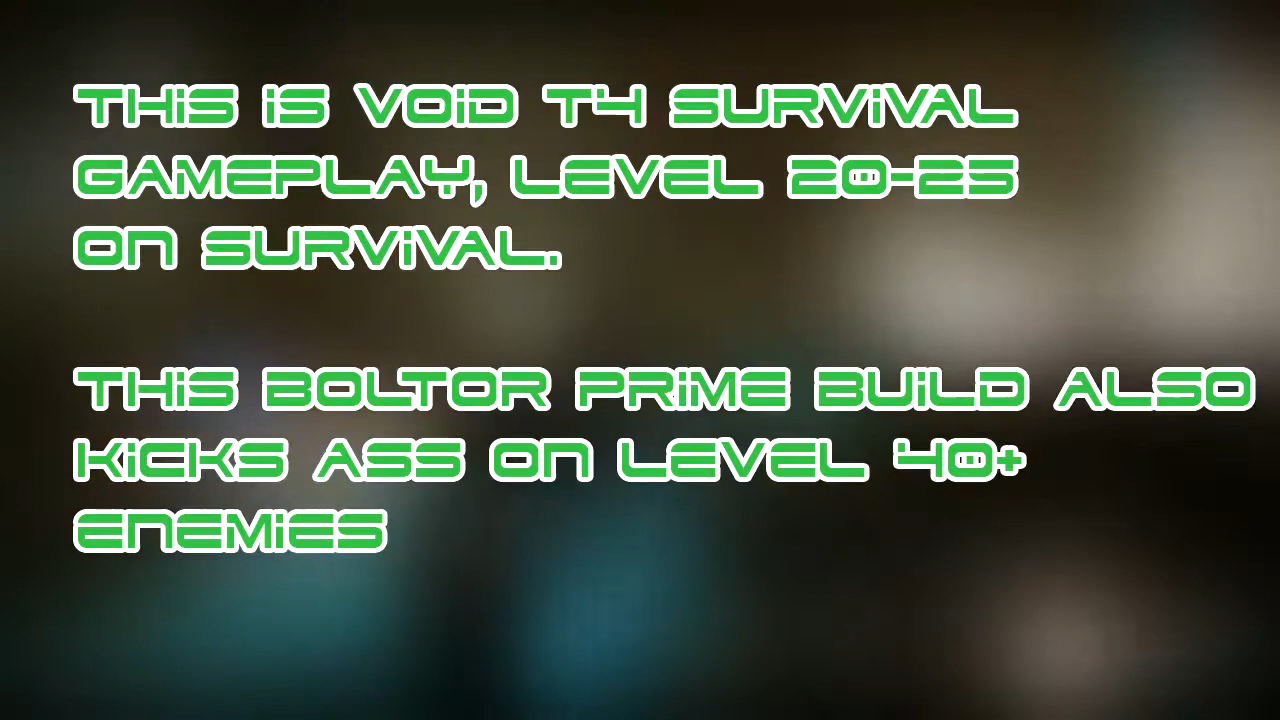 THIS IS VOID T4 SURVIVAL
GAMEPLAY, LEVEL 20-25
ON SURVIVAL.
THIS BOLTOR PRIME BUILD ALSO
KICKS ASS ON LEVEL 40+
ENEMIES